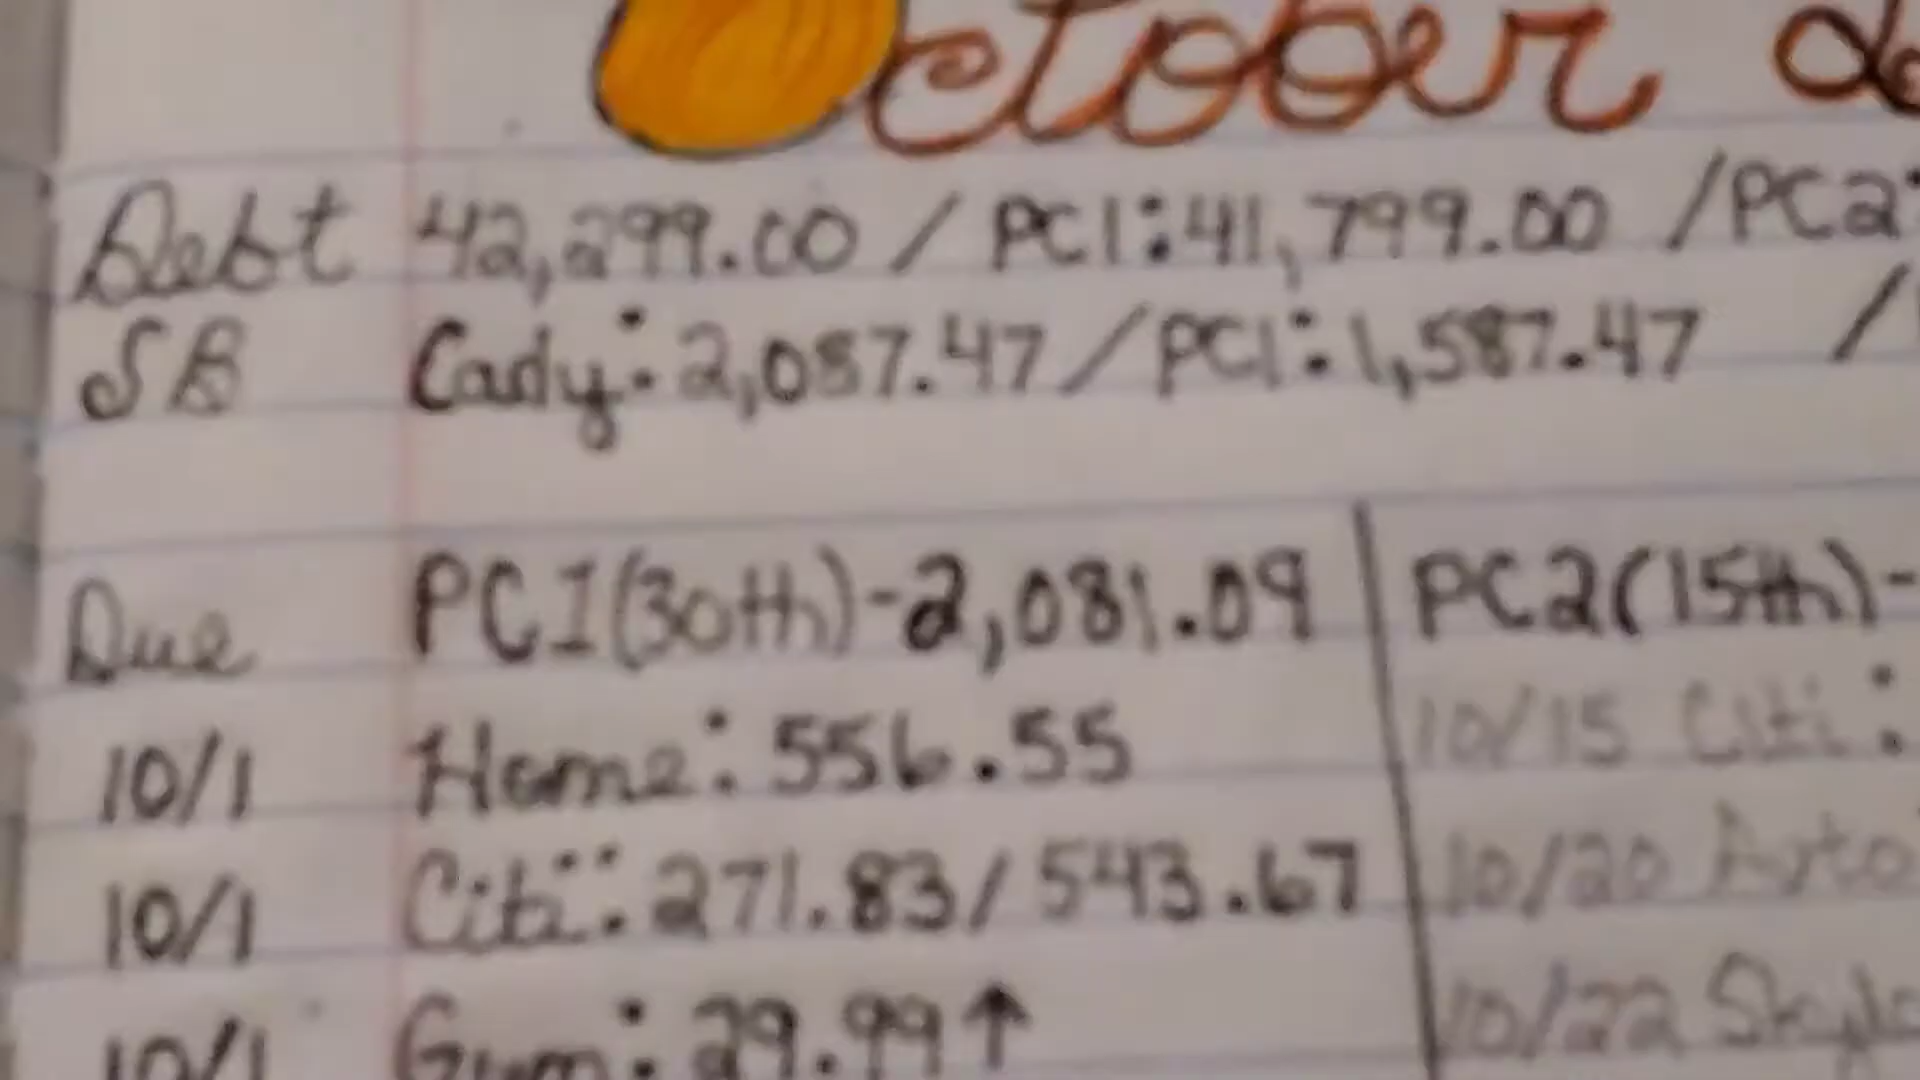 October
Debt 42,299.00 / PC1:41,799.00 / PC2:
SB Cady: 2,087.47 / PC1: 1,587.47 /
Due PC1(30th)-2,081.09 PC2(15th)-
10/1 Home: 556.55 10/15 Citi:
10/1 Citi: 271.83/ 543.67 10/20
10/1 Gym: 29.99↑ 10/22